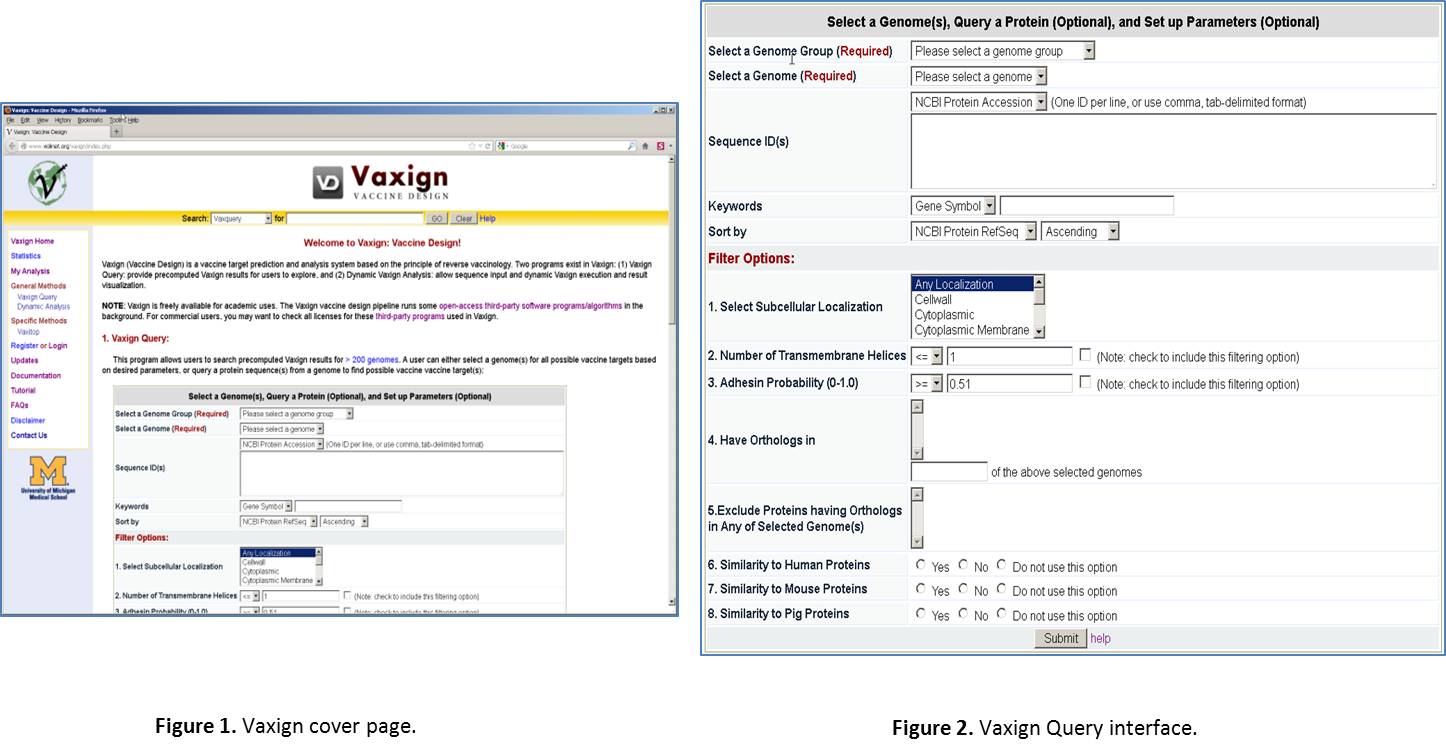 Vaxign: Vaccine Design - Mozilla Firefox
File Edit View History Bookmarks Tools Help
Vaxign: Vaccine Design
www.violinet.org/vaxign/index.php
Google
VD Vaxign
VACCINE DESIGN
Search: Vaxquery for GO Clear Help
Vaxign Home
Statistics
My Analysis
General Methods
Vaxign Query
Dynamic Analysis
Specific Methods
Vaxitop
Register or Login
Updates
Documentation
Tutorial
FAQs
Disclaimer
Contact Us
M
University of Michigan
Medical School
Welcome to Vaxign: Vaccine Design!
Vaxign (Vaccine Design) is a vaccine target prediction and analysis system based on the principle of reverse vaccinology. Two programs exist in Vaxign: (1) Vaxign
Query: provide precomputed Vaxign results for users to explore, and (2) Dynamic Vaxign Analysis: allow sequence input and dynamic Vaxign execution and result
visualization.
NOTE: Vaxign is freely available for academic uses. The Vaxign vaccine design pipeline runs some open-access third-party software programs/algorithms in the
background. For commercial users, you may want to check all licenses for these third-party programs used in Vaxign.
1. Vaxign Query:
This program allows users to search precomputed Vaxign results for > 200 genomes. A user can either select a genome(s) for all possible vaccine targets based
on desired parameters, or query a protein sequence(s) from a genome to find possible vaccine vaccine target(s):
Select a Genome(s), Query a Protein (Optional), and Set up Parameters (Optional)
Select a Genome Group (Required) Please select a genome group
Select a Genome (Required) Please select a genome
NCBI Protein Accession (One ID per line, or use comma, tab-delimited format)
Sequence ID(s)
Keywords Gene Symbol
Sort by NCBI Protein RefSeq Ascending
Filter Options:
Any Localization
Cellwall
1. Select Subcellular Localization
Cytoplasmic
Cytoplasmic Membrane
2. Number of Transmembrane Helices <= 1 (Note: check to include this filtering option)
3. Adhesin Probability (0-1.0) >= 0.51 (Note: check to include this filtering option)
Figure 1. Vaxign cover page.
Select a Genome(s), Query a Protein (Optional), and Set up Parameters (Optional)
Select a Genome Group (Required) Please select a genome group
Select a Genome (Required) Please select a genome
NCBI Protein Accession (One ID per line, or use comma, tab-delimited format)
Sequence ID(s)
Keywords Gene Symbol
Sort by NCBI Protein RefSeq Ascending
Filter Options:
Any Localization
Cellwall
1. Select Subcellular Localization
Cytoplasmic
Cytoplasmic Membrane
2. Number of Transmembrane Helices <= 1 (Note: check to include this filtering option)
3. Adhesin Probability (0-1.0) >= 0.51 (Note: check to include this filtering option)
4. Have Orthologs in
of the above selected genomes
5.Exclude Proteins having Orthologs
in Any of Selected Genome(s)
6. Similarity to Human Proteins Yes No Do not use this option
7. Similarity to Mouse Proteins Yes No Do not use this option
8. Similarity to Pig Proteins Yes No Do not use this option
Submit help
Figure 2. Vaxign Query interface.